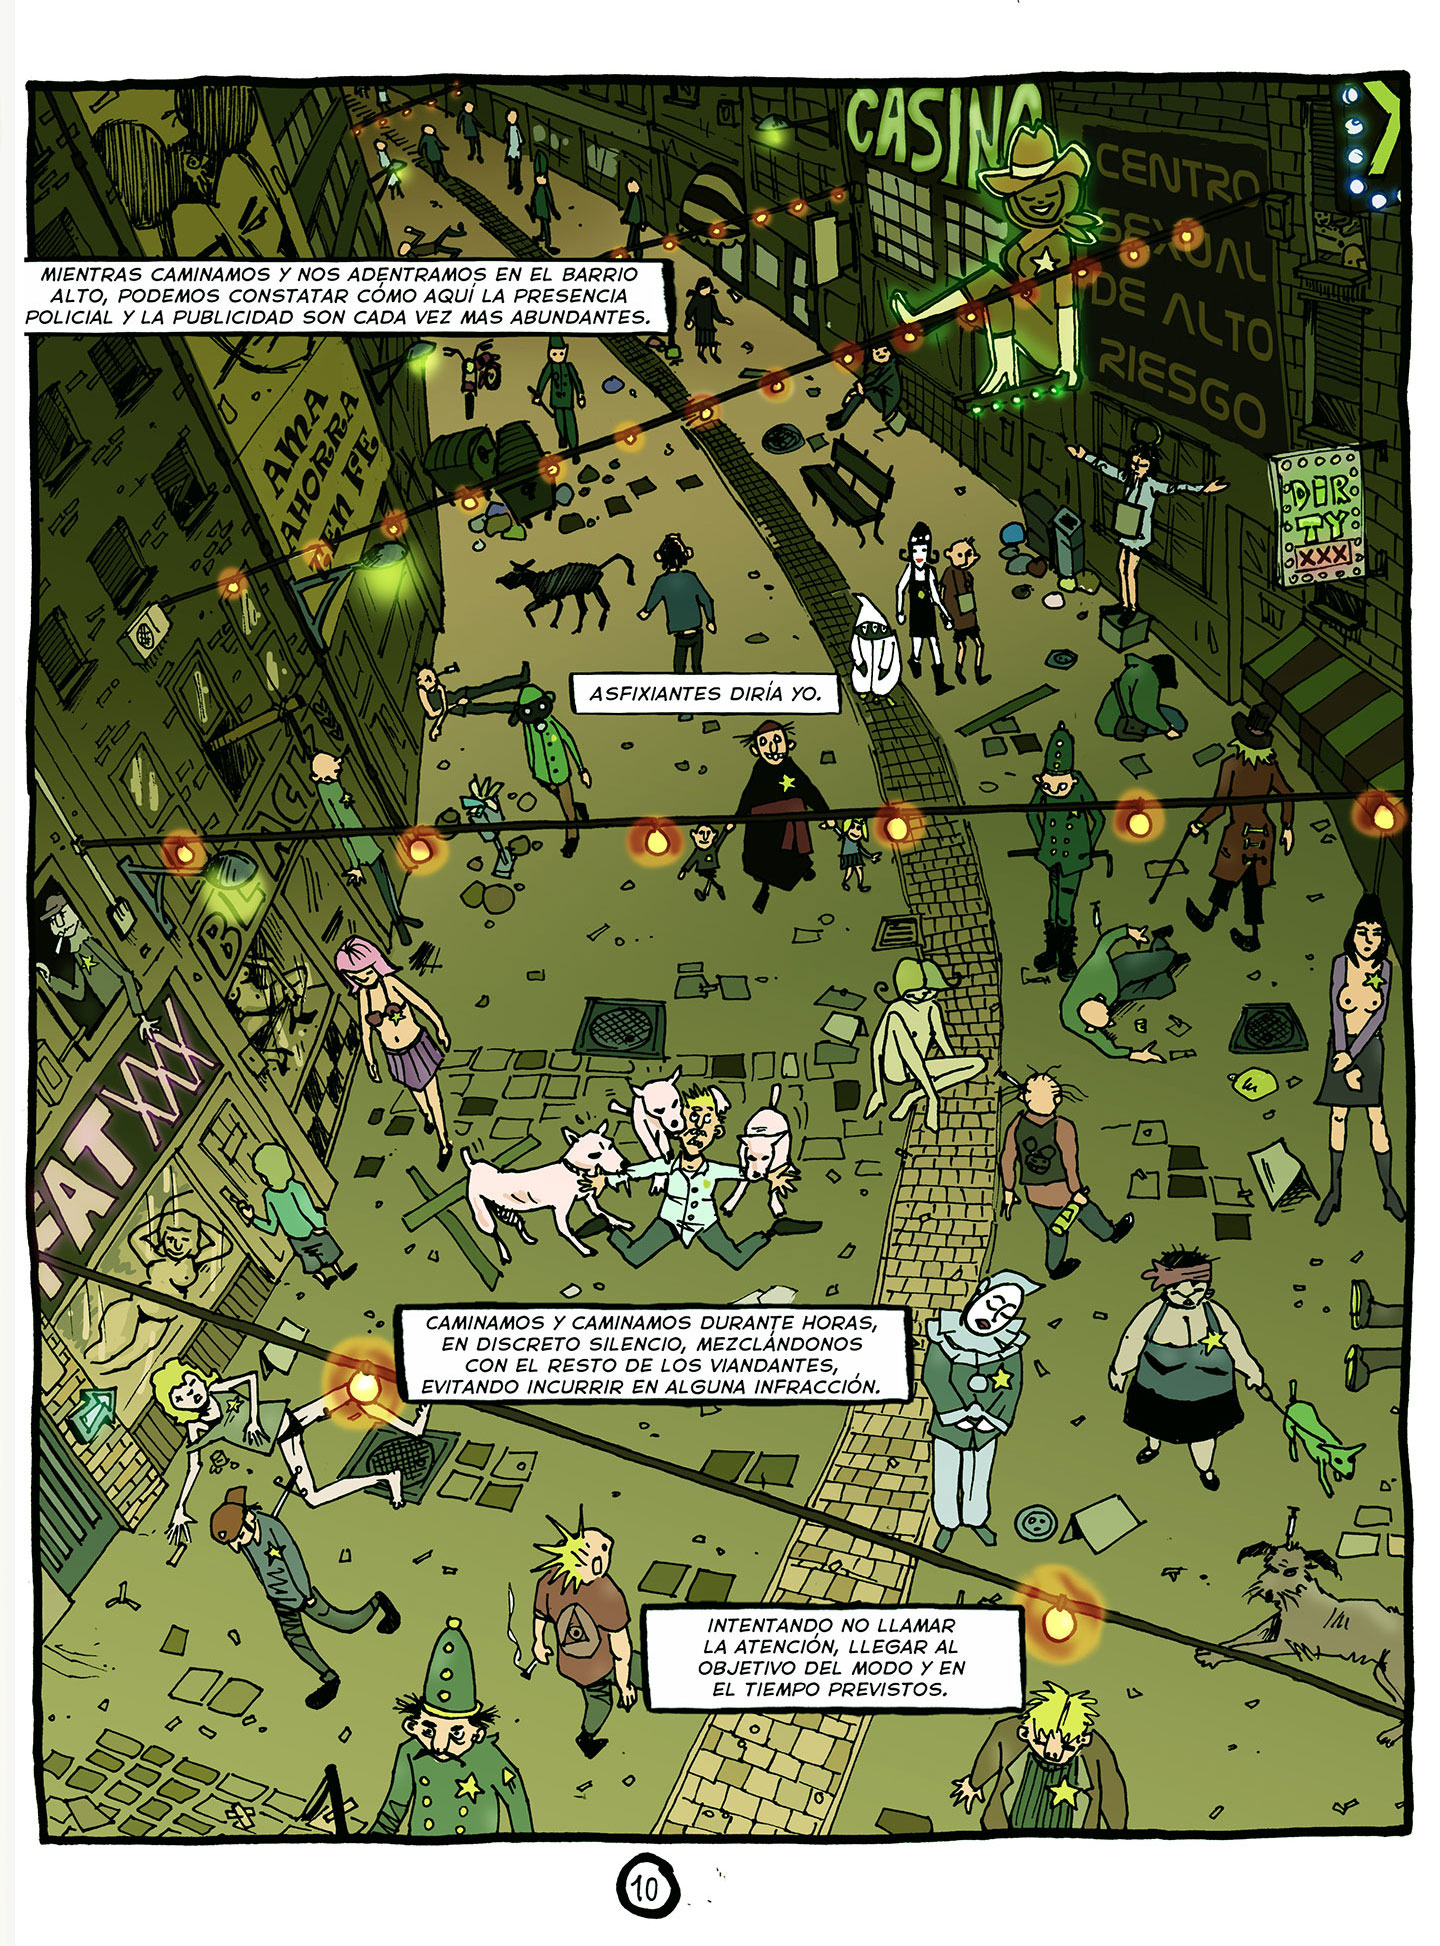 CASINO
CENTRO
SEXUAL
DE ALTO
RIESGO
MIENTRAS CAMINAMOS Y NOS ADENTRAMOS EN EL BARRIO
ALTO, PODEMOS CONSTATAR CÓMO AQUÍ LA PRESENCIA
POLICIAL Y LA PUBLICIDAD SON CADA VEZ MAS ABUNDANTES.
AMA
AHORRA
EN FE
DIR
TY
XXX
ASFIXIANTES DIRÍA YO.
FATXXX
CAMINAMOS Y CAMINAMOS DURANTE HORAS,
EN DISCRETO SILENCIO, MEZCLÁNDONOS
CON EL RESTO DE LOS VIANDANTES,
EVITANDO INCURRIR EN ALGUNA INFRACCIÓN.
INTENTANDO NO LLAMAR
LA ATENCIÓN, LLEGAR AL
OBJETIVO DEL MODO Y EN
EL TIEMPO PREVISTOS.
10